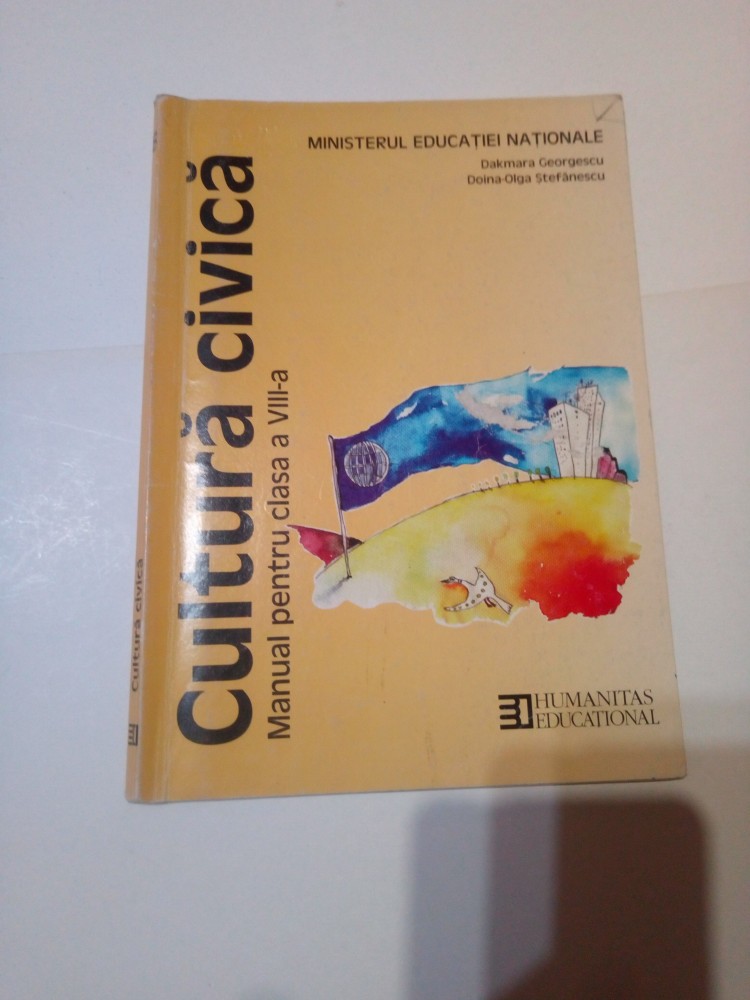 MINISTERUL EDUCAȚIEI NAȚIONALE
Dakmara Georgescu
Doina-Olga Ștefănescu
Cultură civică
Manual pentru clasa a VIII-a
HUMANITAS
EDUCAȚIONAL
Cultură civică